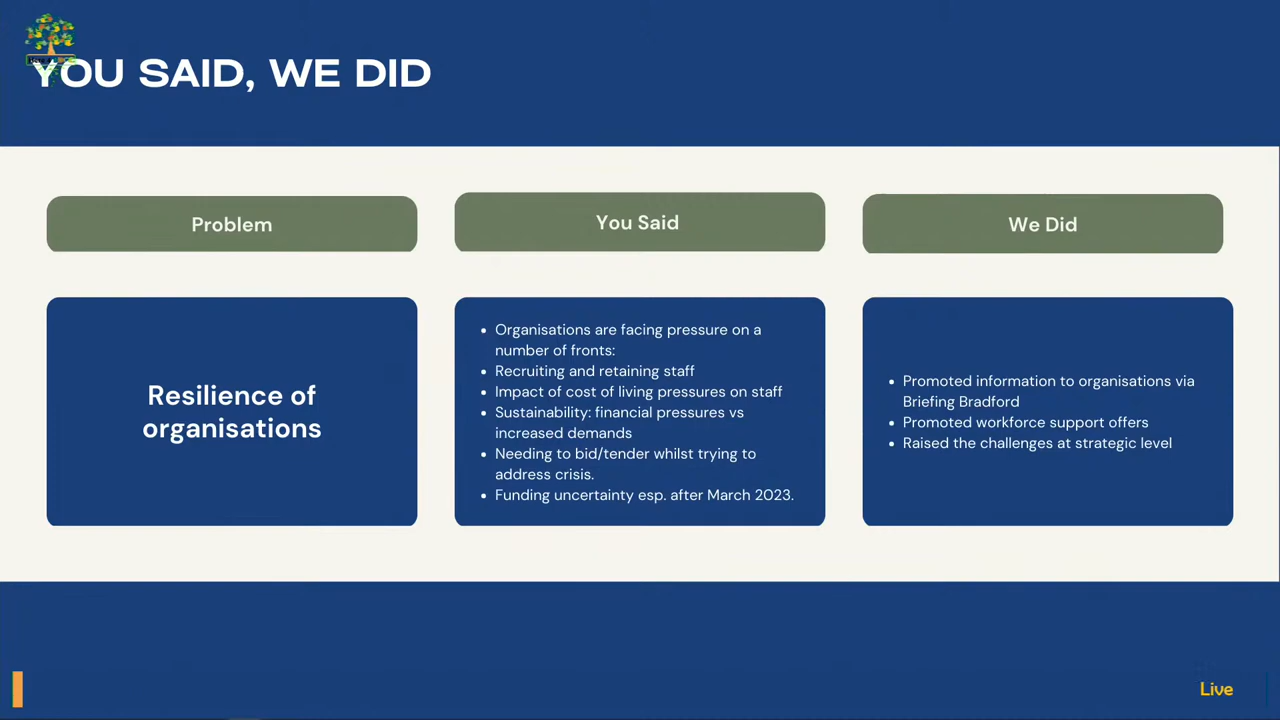 YOU SAID, WE DID
Problem
You Said
We Did
Resilience of
organisations
• Organisations are facing pressure on a
number of fronts:
• Recruiting and retaining staff
• Impact of cost of living pressures on staff
• Sustainability: financial pressures vs
increased demands
• Needing to bid/tender whilst trying to
address crisis.
• Funding uncertainty esp. after March 2023.
• Promoted information to organisations via
Briefing Bradford
• Promoted workforce support offers
• Raised the challenges at strategic level
Live